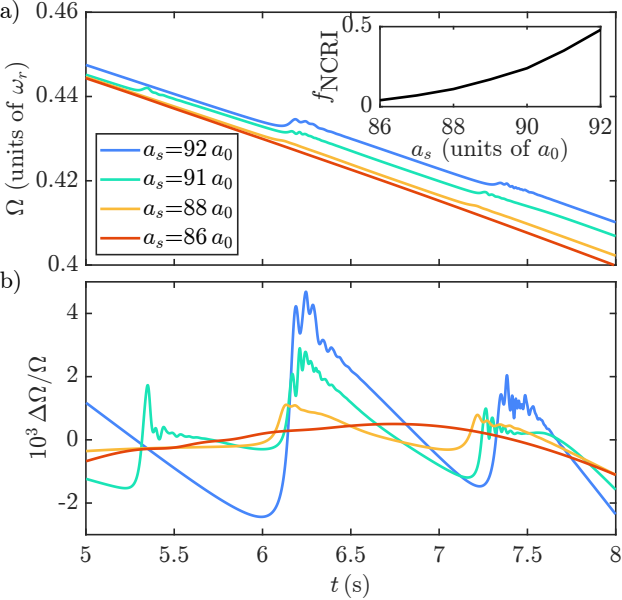 a)
0.46
0.44
0.42
0.4
Ω (units of ω_r)
0.5
0
f_NCRI
86
88
90
92
a_s (units of a_0)
a_s=92 a_0
a_s=91 a_0
a_s=88 a_0
a_s=86 a_0
b)
4
2
0
-2
10^3 ΔΩ/Ω
5
5.5
6
6.5
7
7.5
8
t (s)